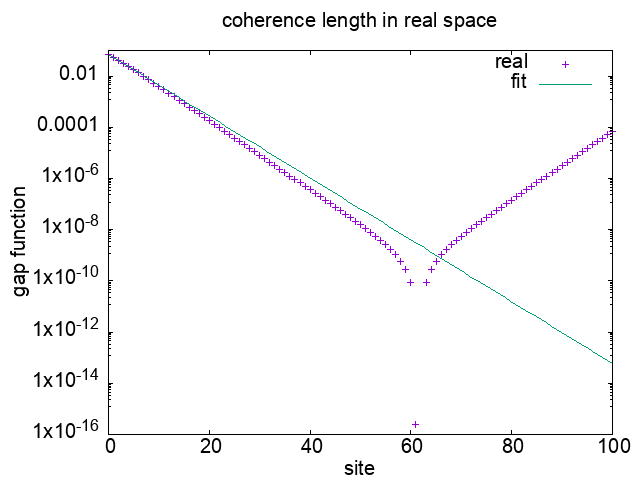 coherence length in real space
real
fit
0.01
0.0001
1x10-6
1x10-8
1x10-10
1x10-12
1x10-14
1x10-16
gap function
0 20 40 60 80 100
site